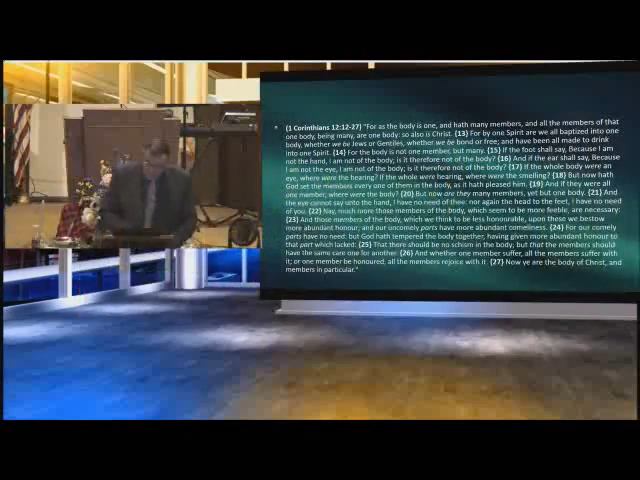 • (1 Corinthians 12:12-27) "For as the body is one, and hath many members, and all the members of that
one body, being many, are one body: so also is Christ. (13) For by one Spirit are we all baptized into one
body, whether we be Jews or Gentiles, whether we be bond or free; and have been all made to drink
into one Spirit. (14) For the body is not one member, but many. (15) If the foot shall say, Because I am
not the hand, I am not of the body; is it therefore not of the body? (16) And if the ear shall say, Because
I am not the eye, I am not of the body; is it therefore not of the body? (17) If the whole body were an
eye, where were the hearing? If the whole were hearing, where were the smelling? (18) But now hath
God set the members every one of them in the body, as it hath pleased him. (19) And if they were all
one member, where were the body? (20) But now are they many members, yet but one body. (21) And
the eye cannot say unto the hand, I have no need of thee: nor again the head to the feet, I have no need
of you. (22) Nay, much more those members of the body, which seem to be more feeble, are necessary:
(23) And those members of the body, which we think to be less honourable, upon these we bestow
more abundant honour; and our uncomely parts have more abundant comeliness. (24) For our comely
parts have no need: but God hath tempered the body together, having given more abundant honour to
that part which lacked: (25) That there should be no schism in the body; but that the members should
have the same care one for another. (26) And whether one member suffer, all the members suffer with
it; or one member be honoured, all the members rejoice with it. (27) Now ye are the body of Christ, and
members in particular."